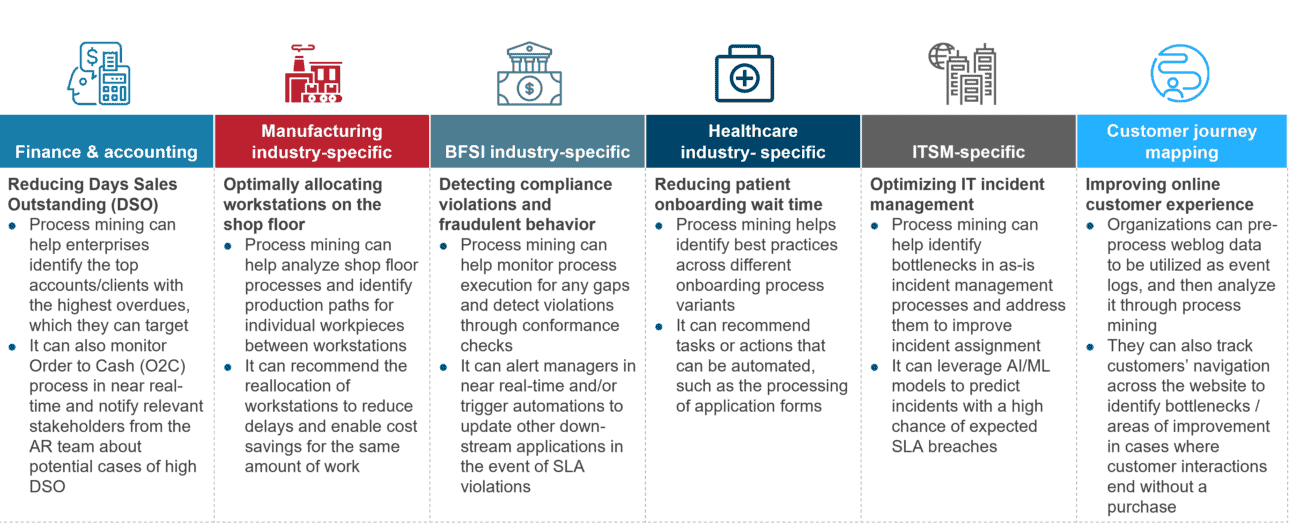 Finance & accounting
Reducing Days Sales
Outstanding (DSO)
Process mining can
help enterprises
identify the top
accounts/clients with
the highest overdues,
which they can target
It can also monitor
Order to Cash (O2C)
process in near real-
time and notify relevant
stakeholders from the
AR team about
potential cases of high
DSO
Manufacturing
industry-specific
Optimally allocating
workstations on the
shop floor
Process mining can
help analyze shop floor
processes and identify
production paths for
individual workpieces
between workstations
It can recommend the
reallocation of
workstations to reduce
delays and enable cost
savings for the same
amount of work
BFSI industry-specific
Detecting compliance
violations and
fraudulent behavior
Process mining can
help monitor process
execution for any gaps
and detect violations
through conformance
checks
It can alert managers in
near real-time and/or
trigger automations to
update other down-
stream applications in
the event of SLA
violations
Healthcare
industry- specific
Reducing patient
onboarding wait time
Process mining helps
identify best practices
across different
onboarding process
variants
It can recommend
tasks or actions that
can be automated,
such as the processing
of application forms
ITSM-specific
Optimizing IT incident
management
Process mining can
help identify
bottlenecks in as-is
incident management
processes and address
them to improve
incident assignment
It can leverage AI/ML
models to predict
incidents with a high
chance of expected
SLA breaches
Customer journey
mapping
Improving online
customer experience
Organizations can pre-
process weblog data
to be utilized as event
logs, and then analyze
it through process
mining
They can also track
customers’ navigation
across the website to
identify bottlenecks /
areas of improvement
in cases where
customer interactions
end without a
purchase